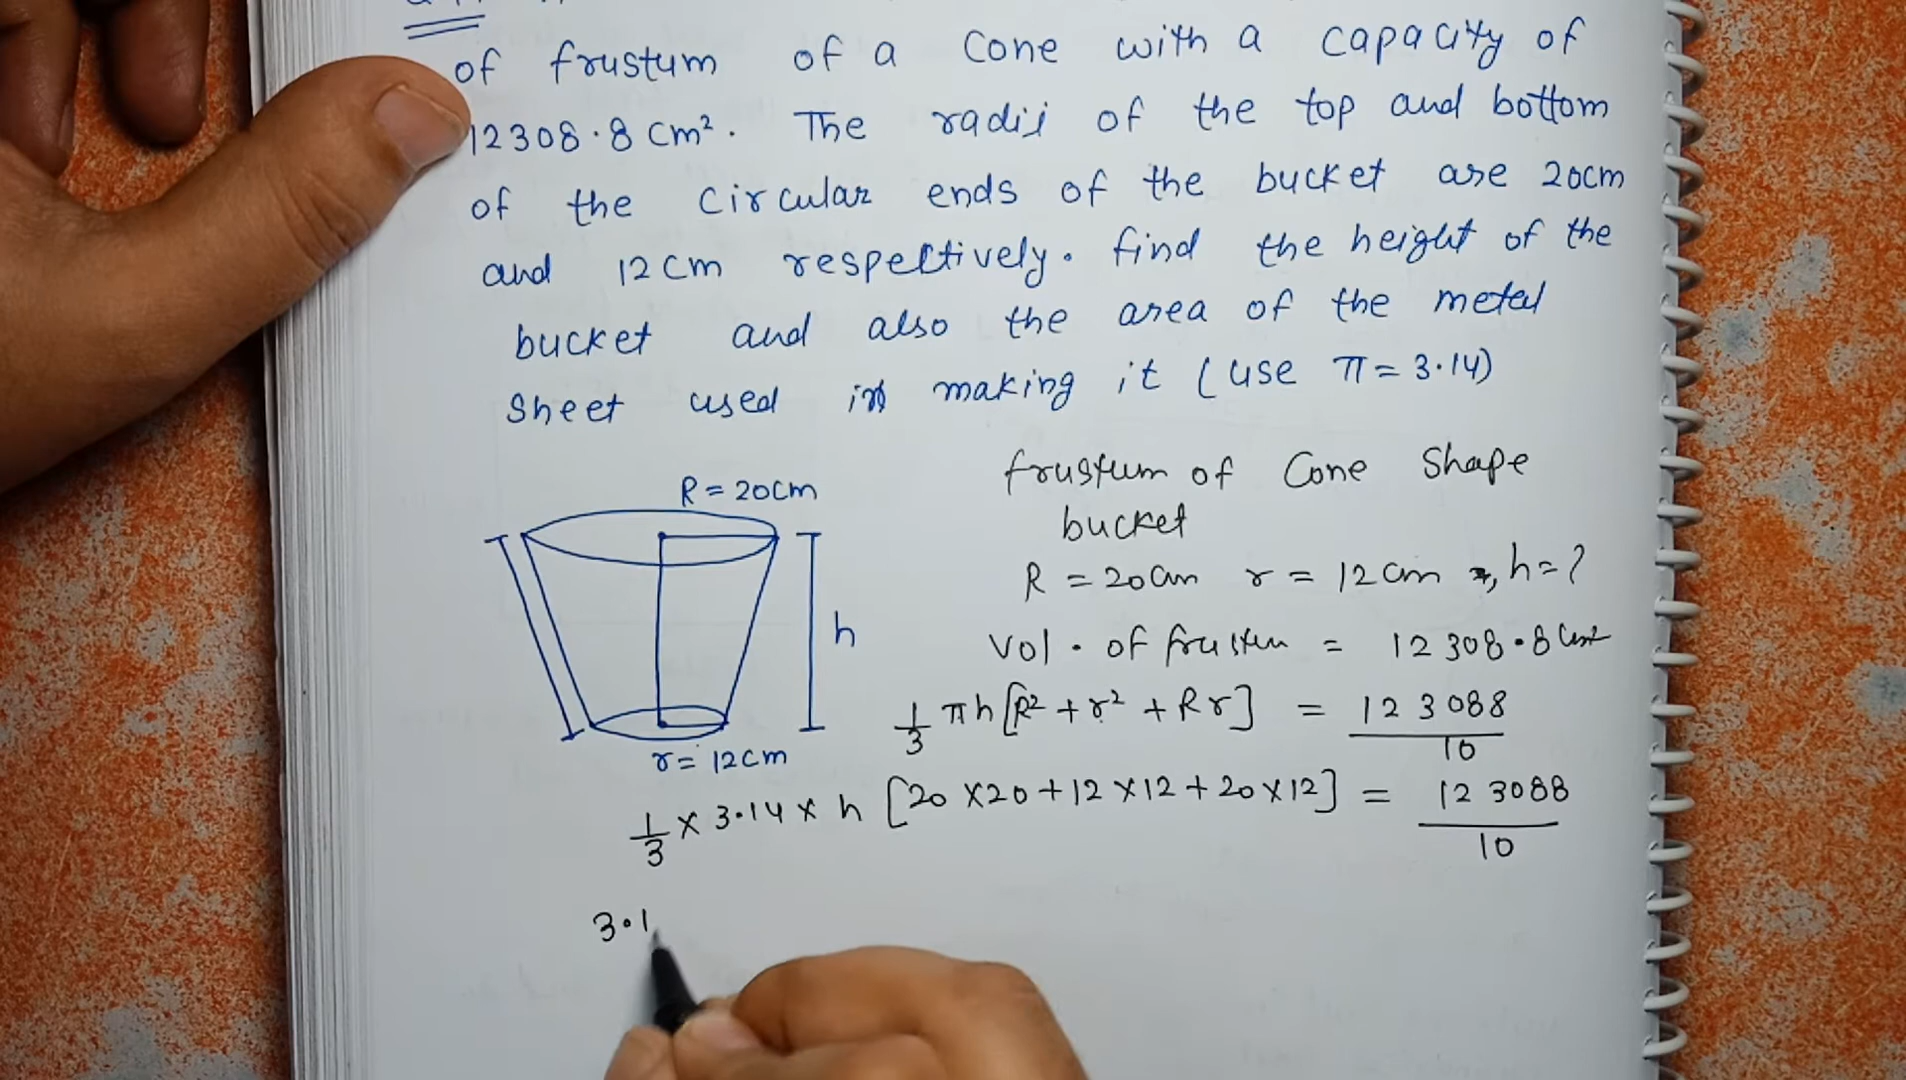 of frustum of a Cone with a capacity of
12308.8 cm². The radii of the top and bottom
of the circular ends of the bucket are 20cm
and 12cm respectively. find the height of the
bucket and also the area of the metal
sheet used in making it (use π = 3.14)
frustum of Cone shape
bucket
R = 20cm
h
r = 12cm
R = 20cm r = 12cm, h = ?
Vol. of frustum = 12308.8 cm²
1/3 πh [R² + r² + Rr] = 123088/10
1/3 × 3.14 × h [20 × 20 + 12 × 12 + 20 × 12] = 123088/10
3.1